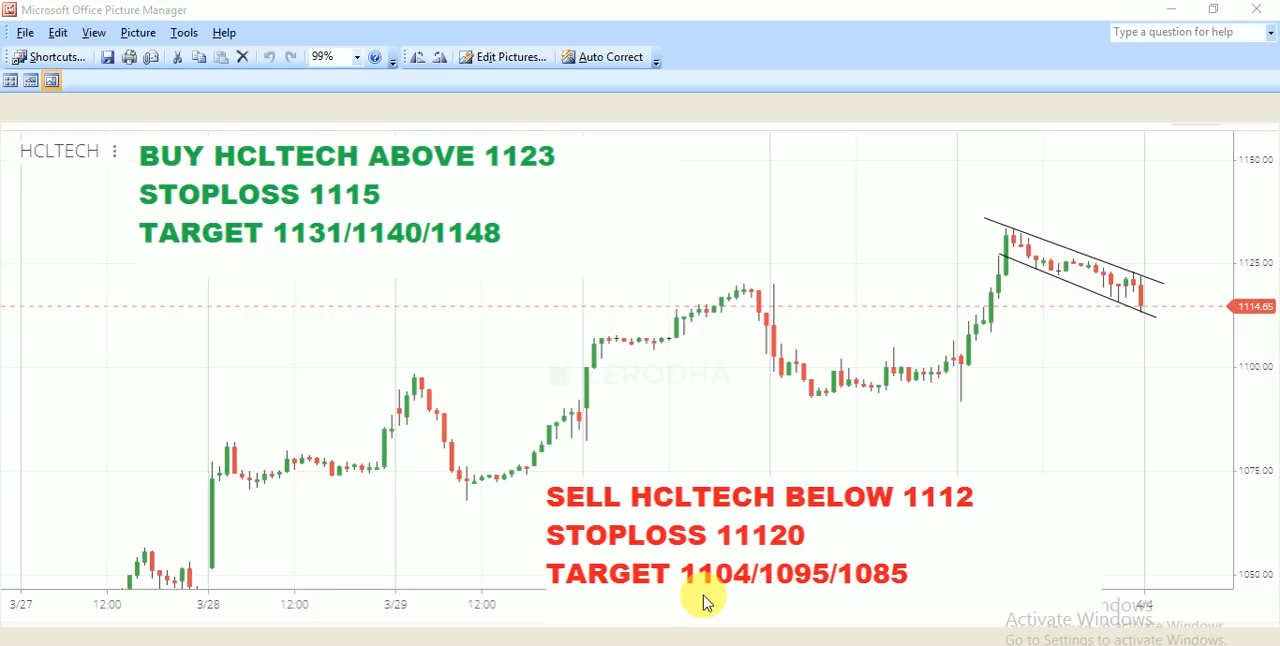 Microsoft Office Picture Manager
File Edit View Picture Tools Help
Type a question for help
Shortcuts... 99% Edit Pictures... Auto Correct
HCLTECH
BUY HCLTECH ABOVE 1123
STOPLOSS 1115
TARGET 1131/1140/1148
1150.00
1125.00
1114.65
1100.00
ZERODHA
1075.00
SELL HCLTECH BELOW 1112
STOPLOSS 11120
TARGET 1104/1095/1085
1050.00
3/27 12:00 3/28 12:00 3/29 12:00 4/4
Activate Windows
Go to Settings to activate Windows.